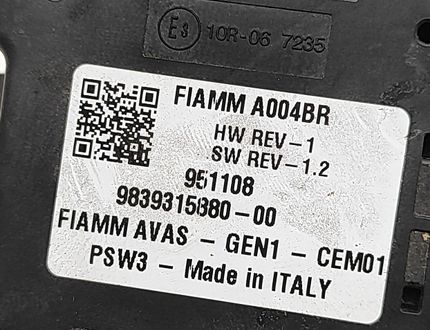 E3 10R-06 7235
FIAMM A004BR
HW REV-1
SW REV-1.2
951108
9839315880-00
FIAMM AVAS - GEN1 - CEM01
PSW3 - Made in ITALY